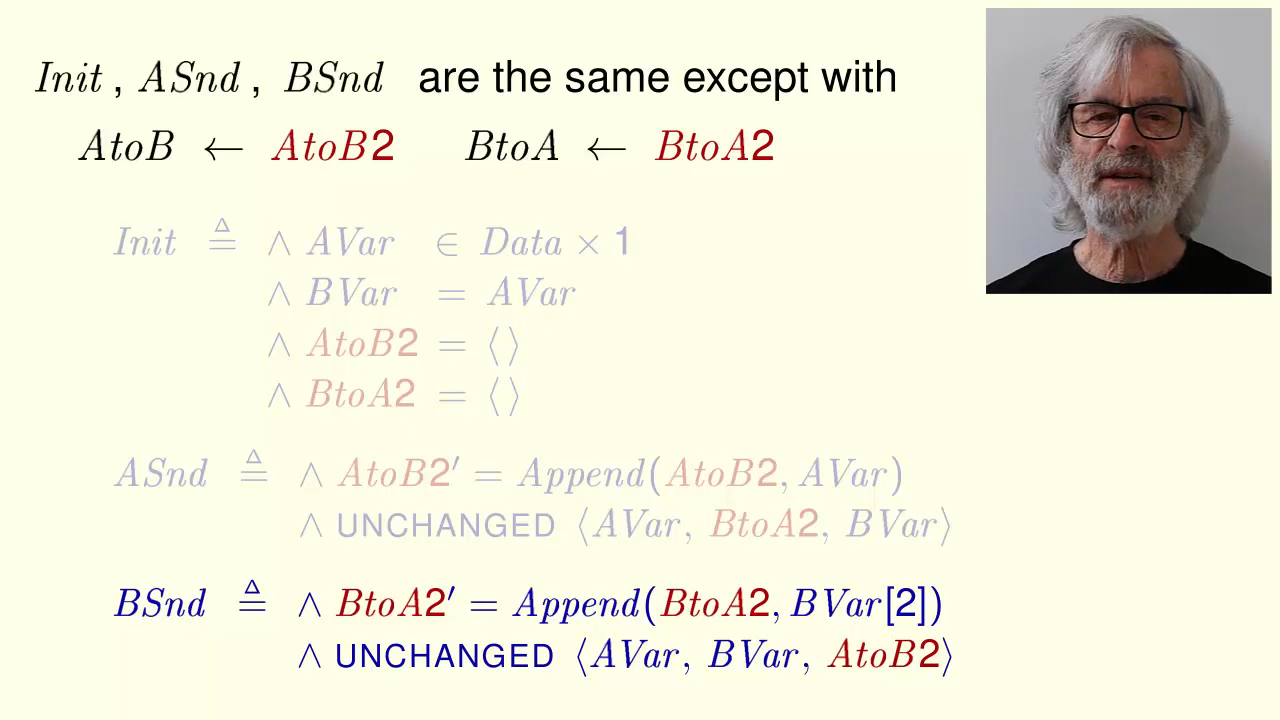 Init , ASnd , BSnd are the same except with
AtoB ← AtoB2 BtoA ← BtoA2
Init ≜ ∧ AVar ∈ Data × 1
∧ BVar = AVar
∧ AtoB2 = ⟨ ⟩
∧ BtoA2 = ⟨ ⟩
ASnd ≜ ∧ AtoB2′ = Append(AtoB2, AVar)
∧ UNCHANGED ⟨AVar, BtoA2, BVar⟩
BSnd ≜ ∧ BtoA2′ = Append(BtoA2, BVar[2])
∧ UNCHANGED ⟨AVar, BVar, AtoB2⟩